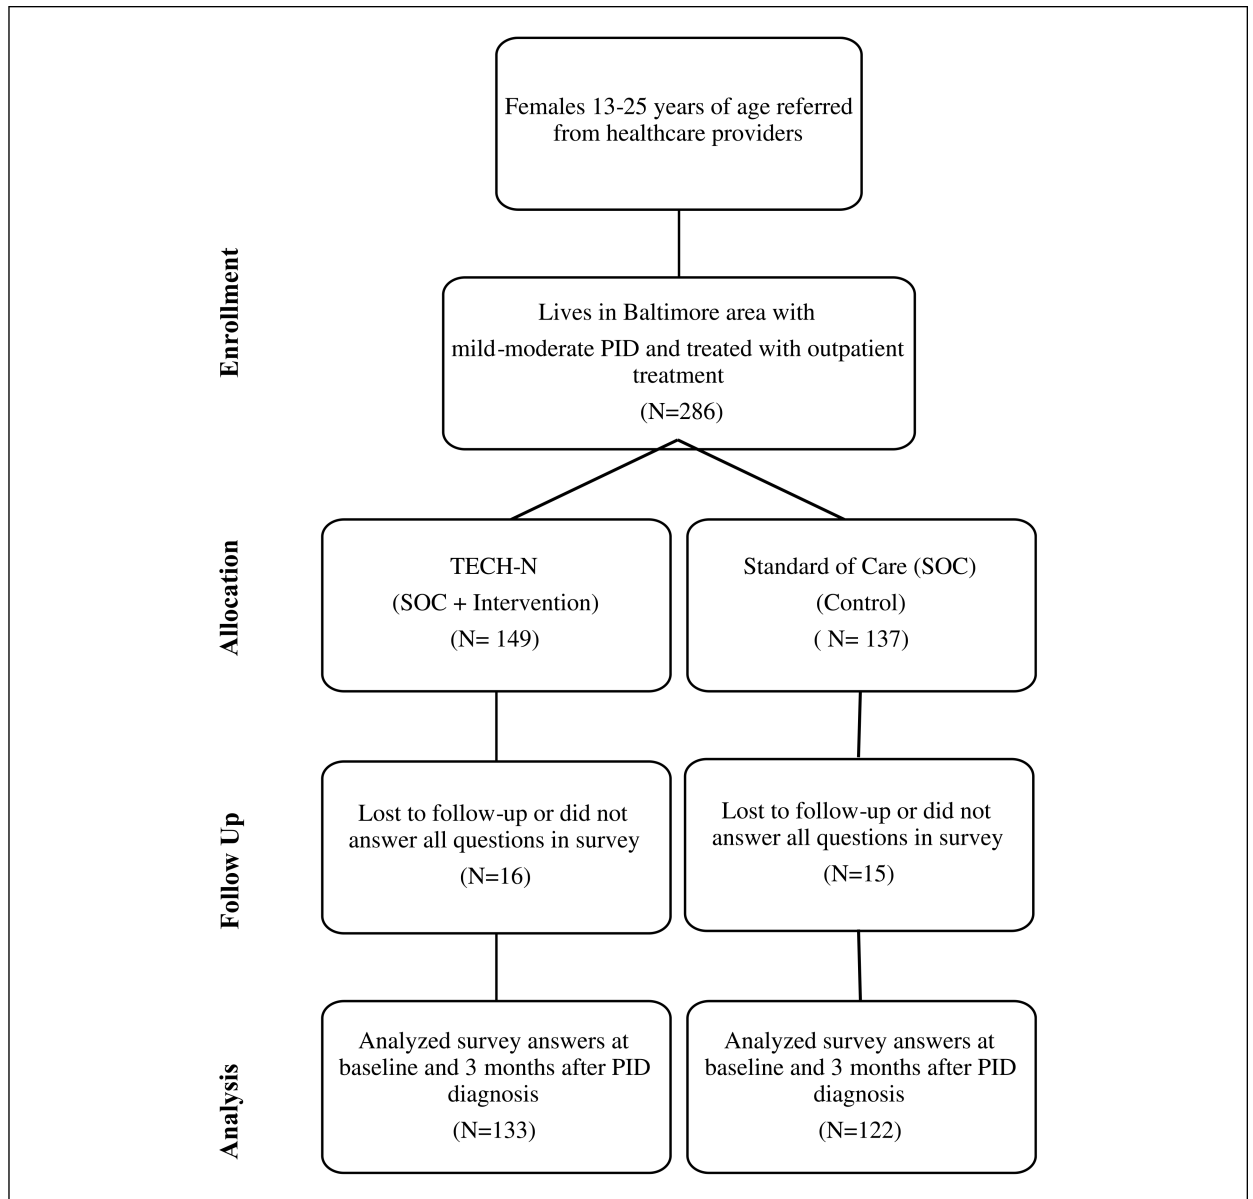 Females 13-25 years of age referred
from healthcare providers
Enrollment
Lives in Baltimore area with
mild-moderate PID and treated with outpatient
treatment
(N=286)
Allocation
TECH-N
(SOC + Intervention)
(N= 149)
Standard of Care (SOC)
(Control)
( N= 137)
Follow Up
Lost to follow-up or did not
answer all questions in survey
(N=16)
Lost to follow-up or did not
answer all questions in survey
(N=15)
Analysis
Analyzed survey answers at
baseline and 3 months after PID
diagnosis
(N=133)
Analyzed survey answers at
baseline and 3 months after PID
diagnosis
(N=122)